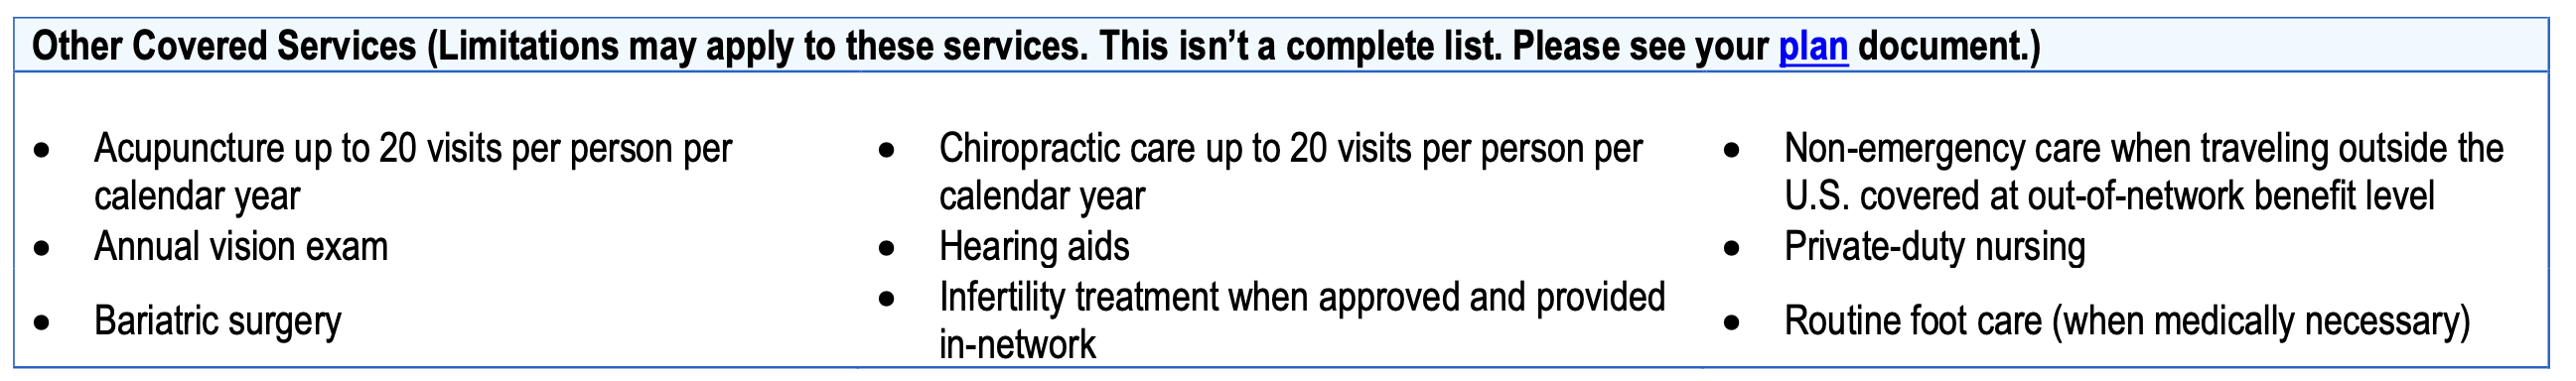 Other Covered Services (Limitations may apply to these services. This isn’t a complete list. Please see your plan document.)
• Acupuncture up to 20 visits per person per
calendar year
• Annual vision exam
• Bariatric surgery
• Chiropractic care up to 20 visits per person per
calendar year
• Hearing aids
• Infertility treatment when approved and provided
in-network
• Non-emergency care when traveling outside the
U.S. covered at out-of-network benefit level
• Private-duty nursing
• Routine foot care (when medically necessary)